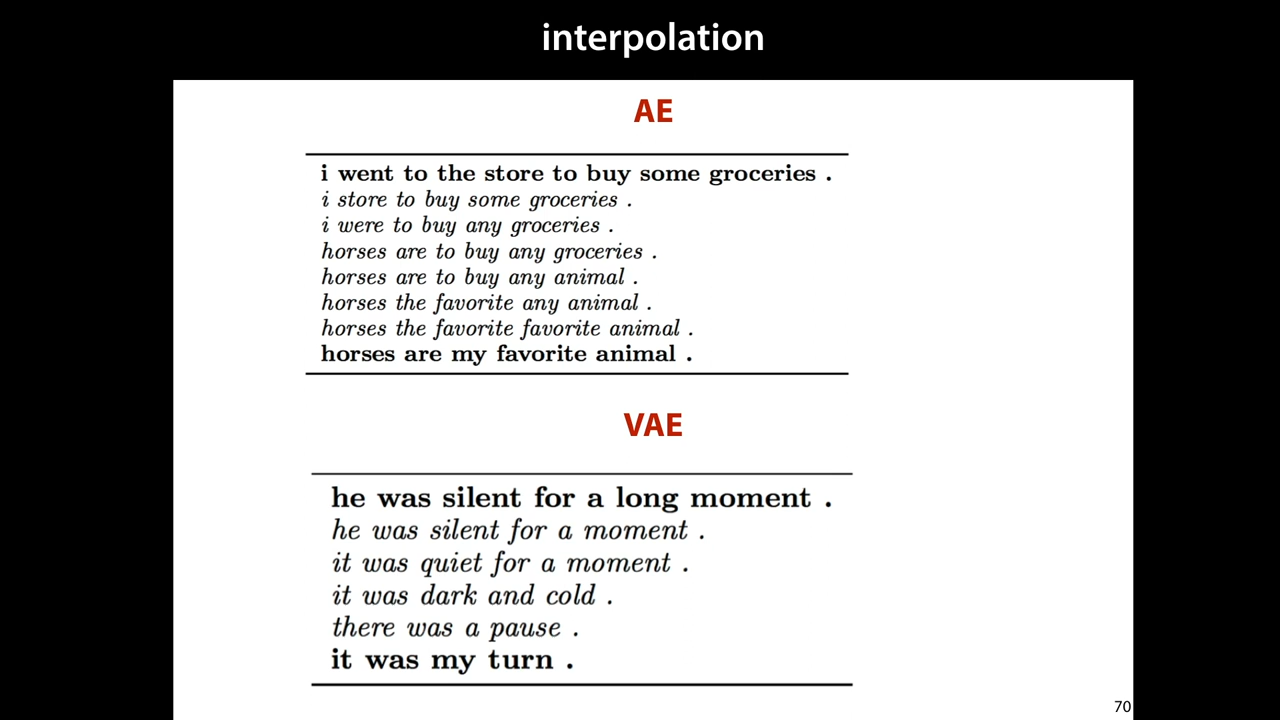 interpolation
AE
i went to the store to buy some groceries .
i store to buy some groceries .
i were to buy any groceries .
horses are to buy any groceries .
horses are to buy any animal .
horses the favorite any animal .
horses the favorite favorite animal .
horses are my favorite animal .
VAE
he was silent for a long moment .
he was silent for a moment .
it was quiet for a moment .
it was dark and cold .
there was a pause .
it was my turn .
70